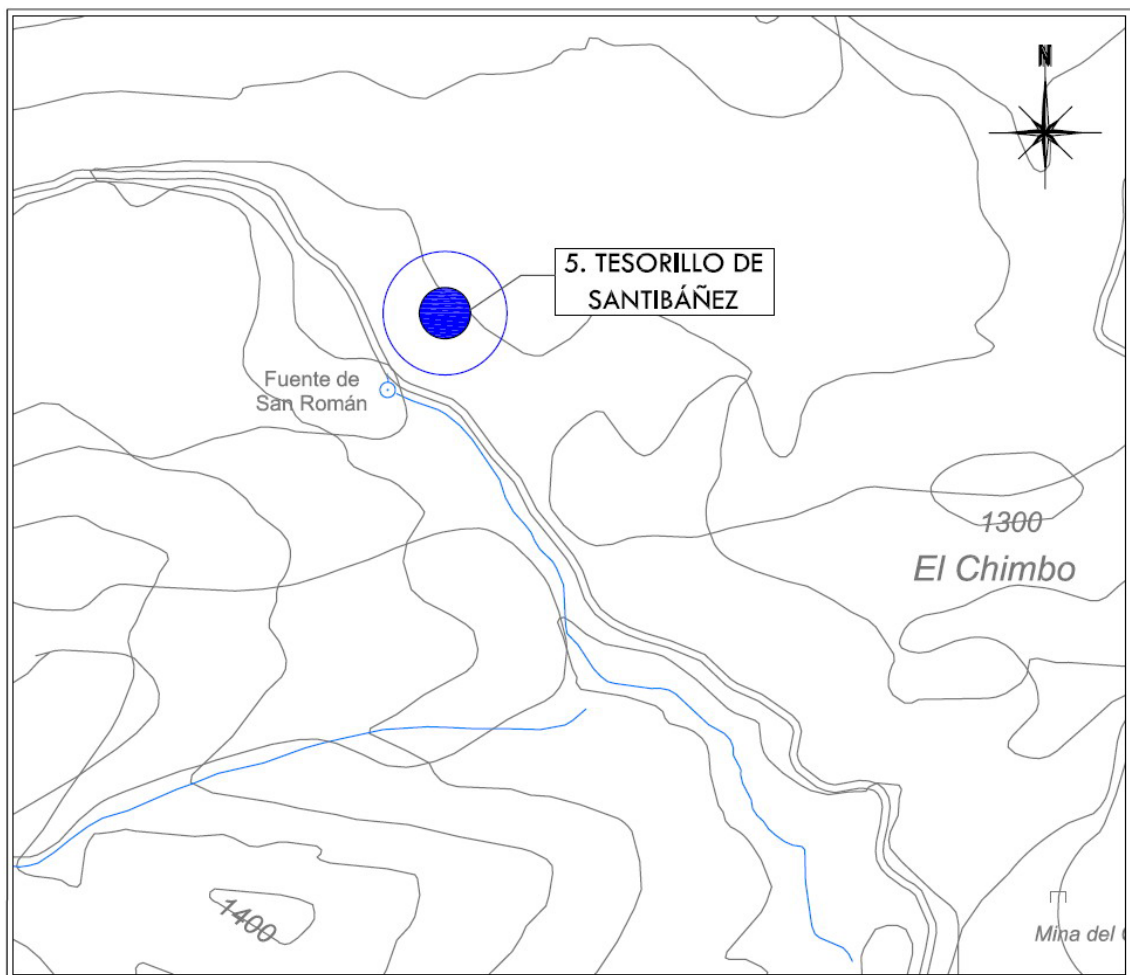 N
5. TESORILLO DE
SANTIBÁÑEZ
Fuente de
San Román
1300
El Chimbo
1400
Mina del